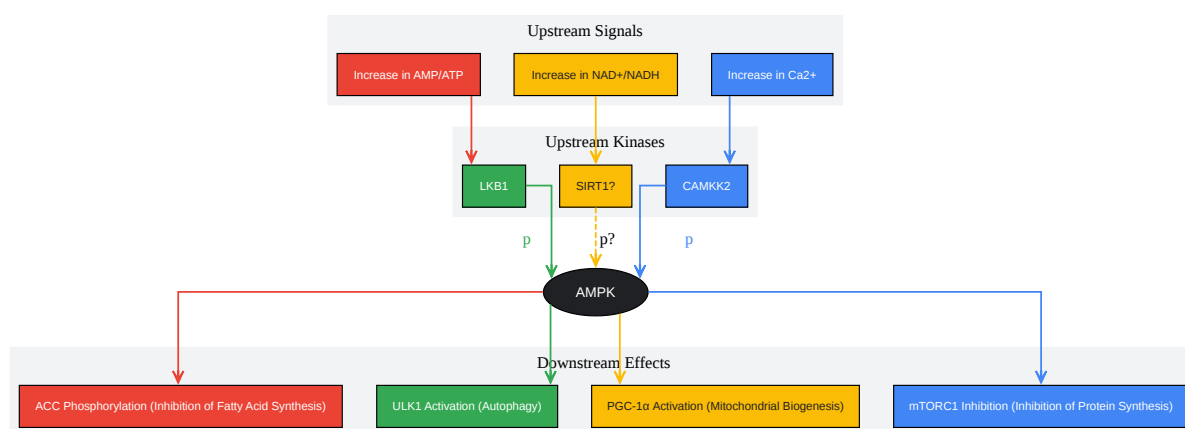 Upstream Signals
Increase in AMP/ATP
Increase in NAD+/NADH
Increase in Ca2+
Upstream Kinases
LKB1
SIRT1?
CAMKK2
p
p?
p
AMPK
Downstream Effects
ACC Phosphorylation (Inhibition of Fatty Acid Synthesis)
ULK1 Activation (Autophagy)
PGC-1α Activation (Mitochondrial Biogenesis)
mTORC1 Inhibition (Inhibition of Protein Synthesis)